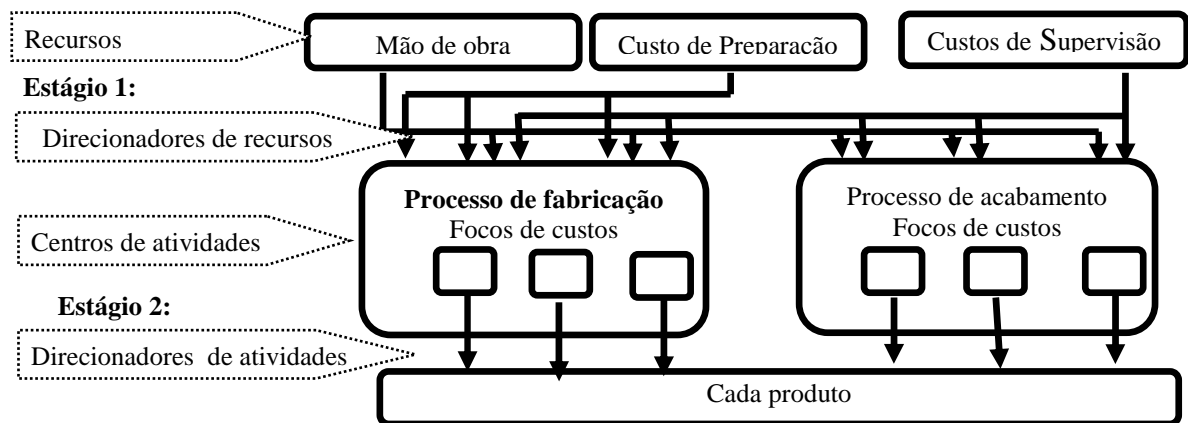 Recursos
Mão de obra
Custo de Preparação
Custos de Supervisão
Estágio 1:
Direcionadores de recursos
Processo de fabricação
Focos de custos
Processo de acabamento
Focos de custos
Centros de atividades
Estágio 2:
Direcionadores de atividades
Cada produto